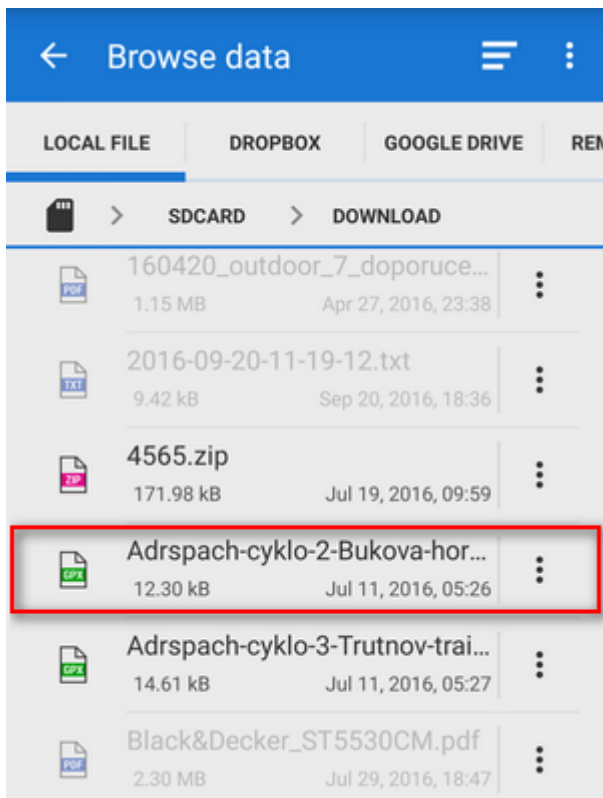 Browse data
LOCAL FILE DROPBOX GOOGLE DRIVE REM
SDCARD > DOWNLOAD
160420_outdoor_7_doporuce...
PDF 1.15 MB Apr 27, 2016, 23:38
2016-09-20-11-19-12.txt
TXT 9.42 kB Sep 20, 2016, 18:36
4565.zip
ZIP 171.98 kB Jul 19, 2016, 09:59
Adrspach-cyklo-2-Bukova-hor...
GPX 12.30 kB Jul 11, 2016, 05:26
Adrspach-cyklo-3-Trutnov-trai...
GPX 14.61 kB Jul 11, 2016, 05:27
Black&Decker_ST5530CM.pdf
PDF 2.30 MB Jul 29, 2016, 18:47